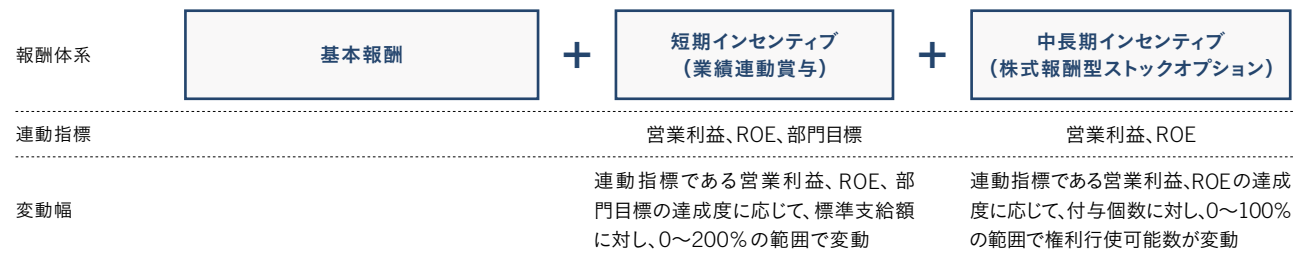 報酬体系
基本報酬
+
短期インセンティブ
（業績連動賞与）
+
中長期インセンティブ
（株式報酬型ストックオプション）
連動指標
営業利益、ROE、部門目標
営業利益、ROE
変動幅
連動指標である営業利益、ROE、部
門目標の達成度に応じて、標準支給額
に対し、0〜200%の範囲で変動
連動指標である営業利益、ROEの達成
度に応じて、付与個数に対し、0〜100%
の範囲で権利行使可能数が変動